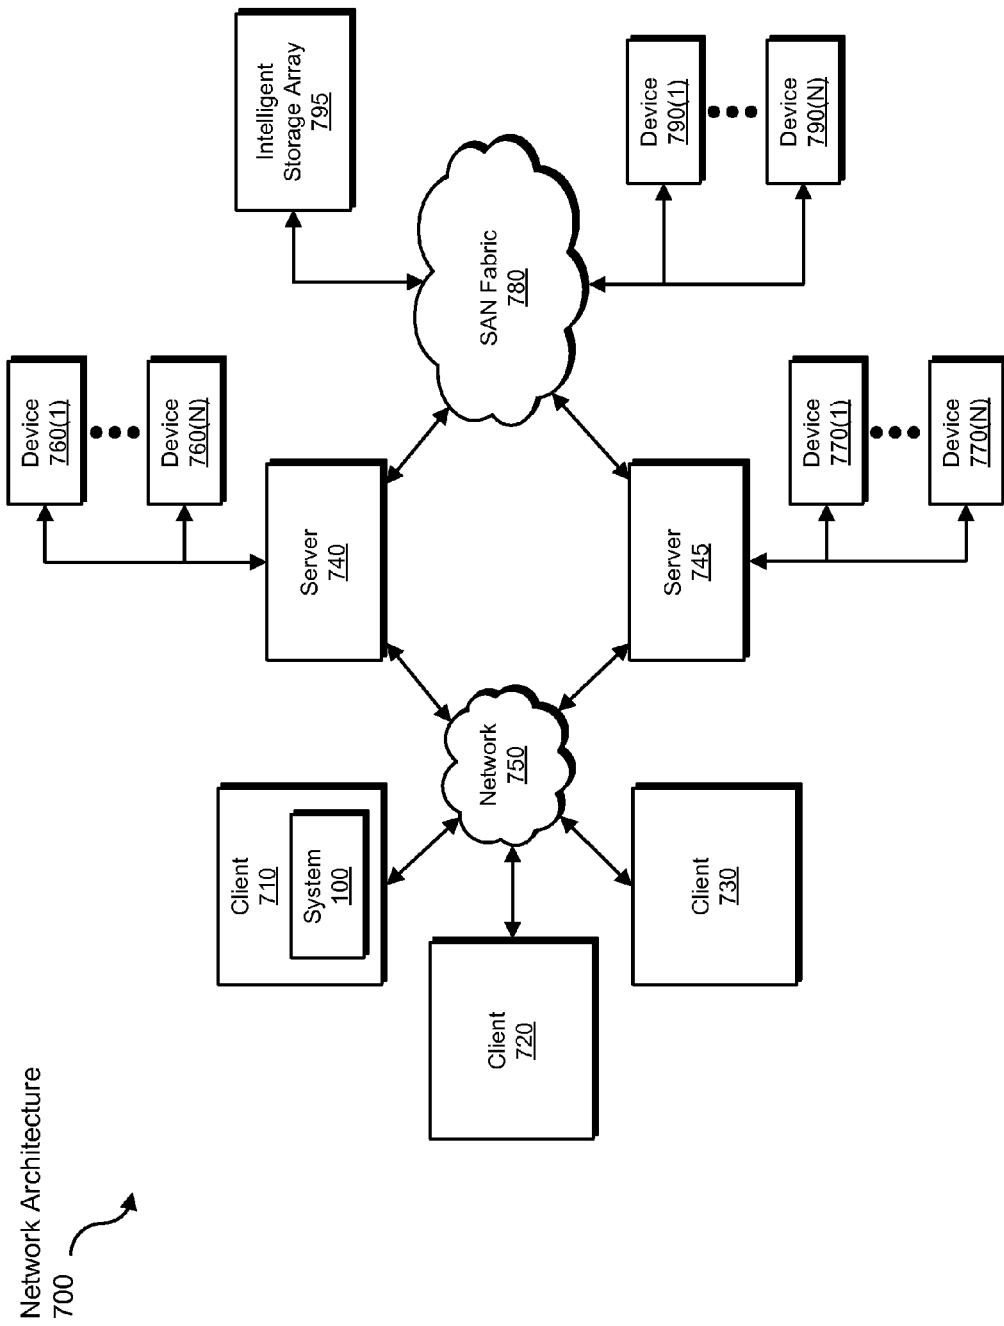 Network Architecture
700
Client
710
System
100
Client
720
Client
730
Network
750
Server
740
Server
745
Device
760(1)
Device
760(N)
Device
770(1)
Device
770(N)
SAN Fabric
780
Intelligent
Storage Array
795
Device
790(1)
Device
790(N)